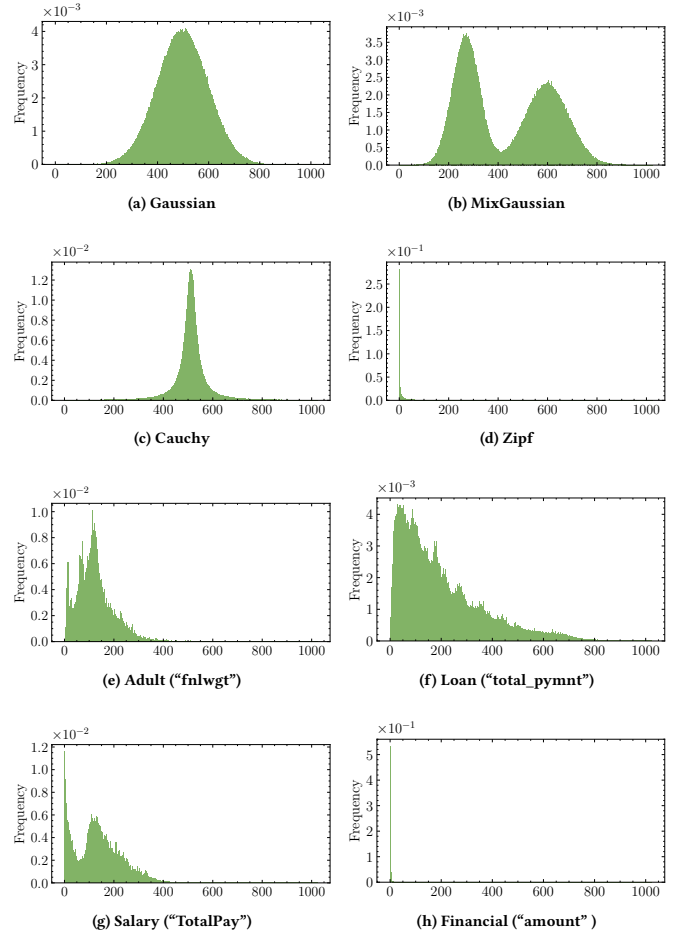 ×10⁻³
4
3
2
1
0
Frequency
0 200 400 600 800 1000
(a) Gaussian
×10⁻³
3.5
3.0
2.5
2.0
1.5
1.0
0.5
0.0
Frequency
0 200 400 600 800 1000
(b) MixGaussian
×10⁻²
1.2
1.0
0.8
0.6
0.4
0.2
0.0
Frequency
0 200 400 600 800 1000
(c) Cauchy
×10⁻¹
2.5
2.0
1.5
1.0
0.5
0.0
Frequency
0 200 400 600 800 1000
(d) Zipf
×10⁻²
1.0
0.8
0.6
0.4
0.2
0.0
Frequency
0 200 400 600 800 1000
(e) Adult (“fnlwgt”)
×10⁻³
4
3
2
1
0
Frequency
0 200 400 600 800 1000
(f) Loan (“total_pymnt”)
×10⁻²
1.2
1.0
0.8
0.6
0.4
0.2
0.0
Frequency
0 200 400 600 800 1000
(g) Salary (“TotalPay”)
×10⁻¹
5
4
3
2
1
0
Frequency
0 200 400 600 800 1000
(h) Financial (“amount” )